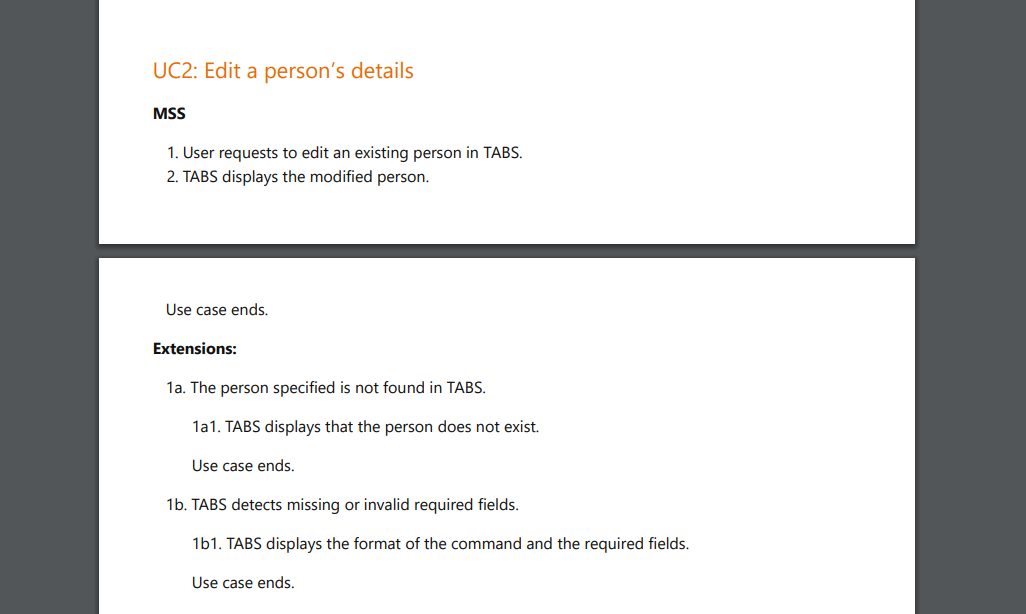 UC2: Edit a person’s details
MSS
1. User requests to edit an existing person in TABS.
2. TABS displays the modified person.
Use case ends.
Extensions:
1a. The person specified is not found in TABS.
1a1. TABS displays that the person does not exist.
Use case ends.
1b. TABS detects missing or invalid required fields.
1b1. TABS displays the format of the command and the required fields.
Use case ends.